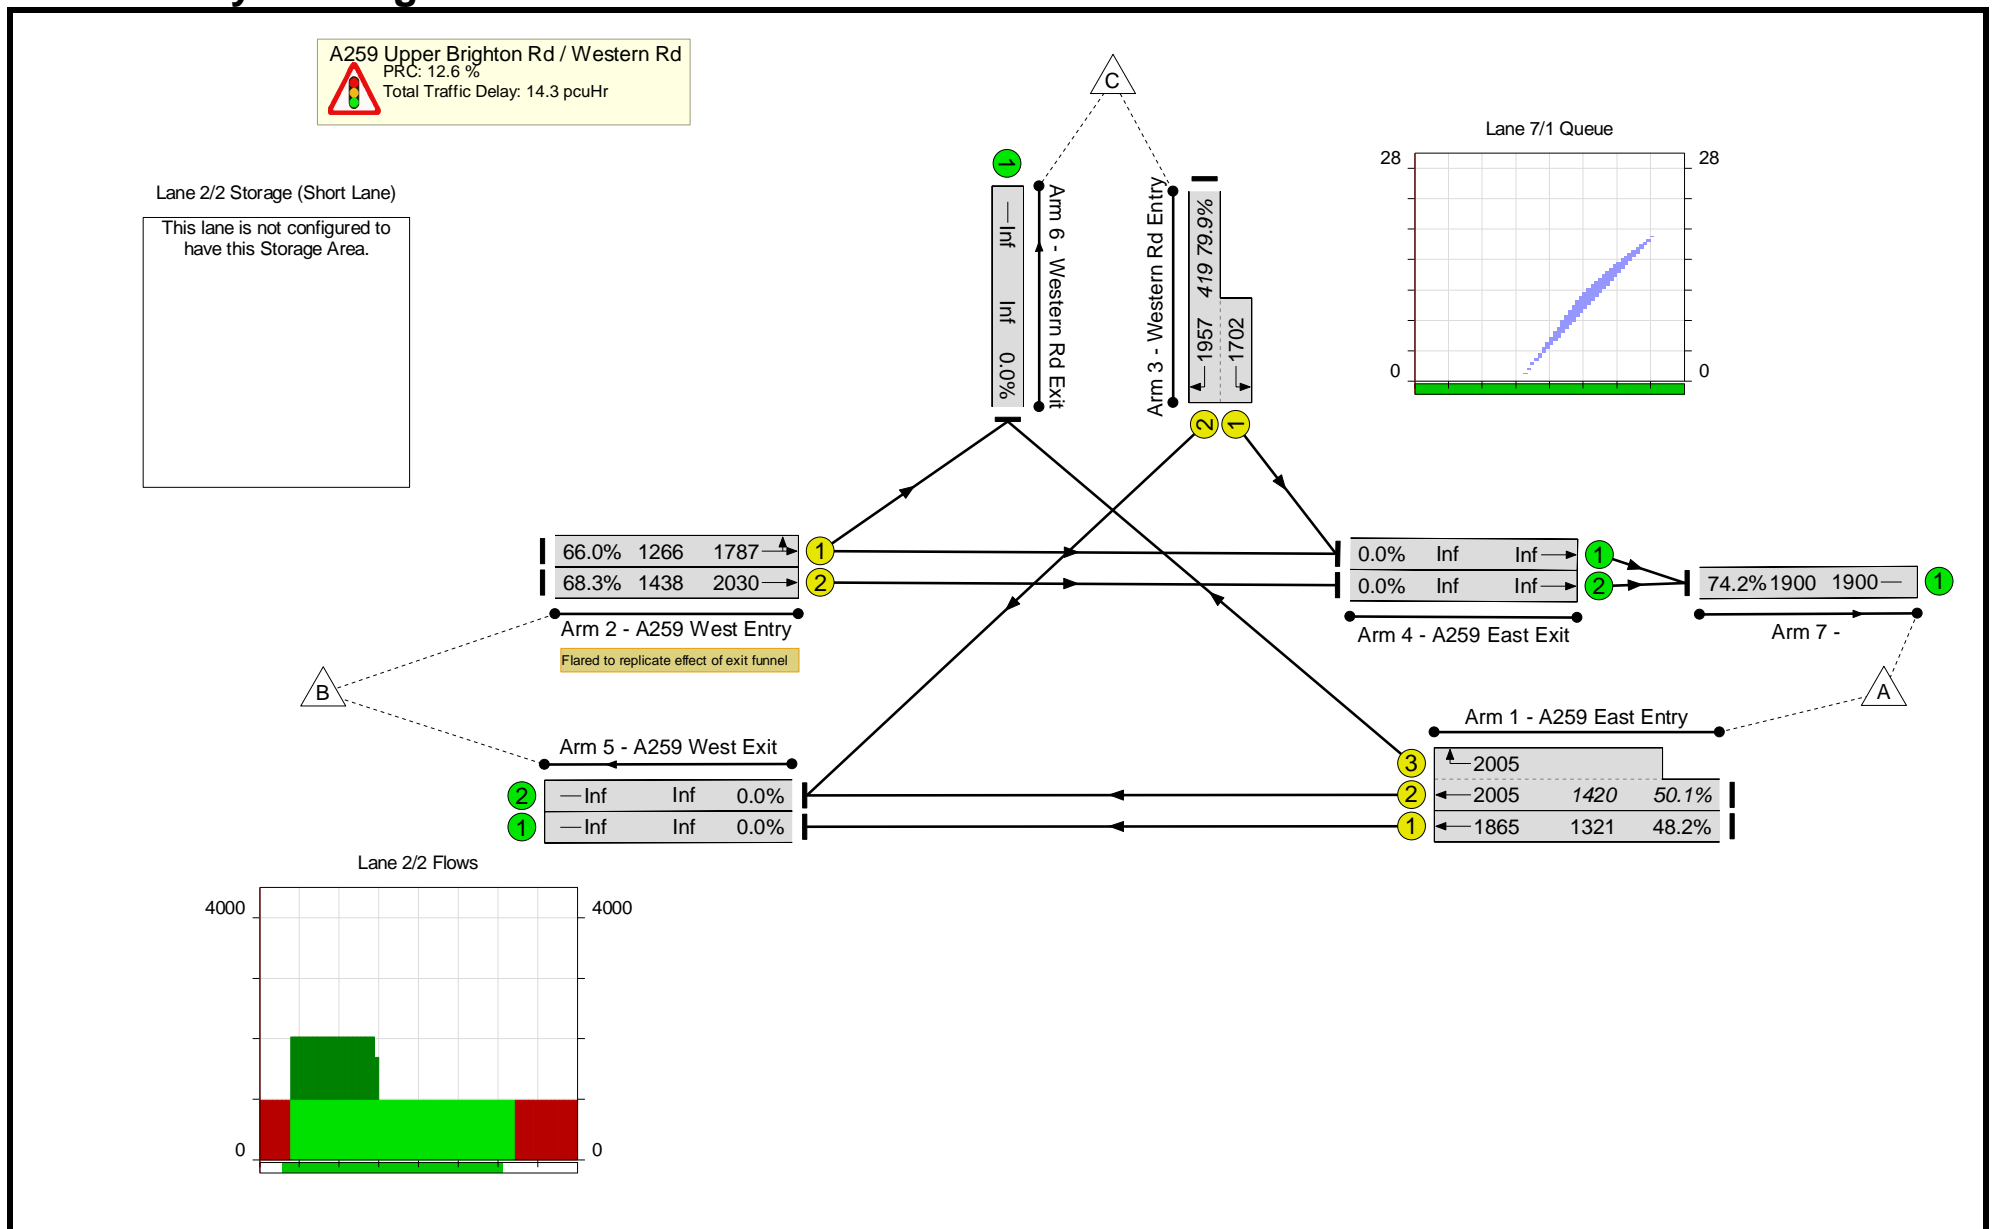 A259 Upper Brighton Rd / Western Rd
PRC: 12.6 %
Total Traffic Delay: 14.3 pcuHr
C
Lane 7/1 Queue
28
28
0
0
Lane 2/2 Storage (Short Lane)
This lane is not configured to
have this Storage Area.
1
Inf
Inf
0.0%
Arm 6 - Western Rd Exit
Arm 3 - Western Rd Entry
1957 419 79.9%
1702
2
1
66.0% 1266 1787
1
68.3% 1438 2030
2
Arm 2 - A259 West Entry
Flared to replicate effect of exit funnel
0.0% Inf Inf
1
0.0% Inf Inf
2
Arm 4 - A259 East Exit
74.2% 1900 1900
1
Arm 7 -
B
A
Arm 5 - A259 West Exit
2
Inf Inf 0.0%
1
Inf Inf 0.0%
Arm 1 - A259 East Entry
3
2005
2
2005 1420 50.1%
1
1865 1321 48.2%
Lane 2/2 Flows
4000
4000
0
0